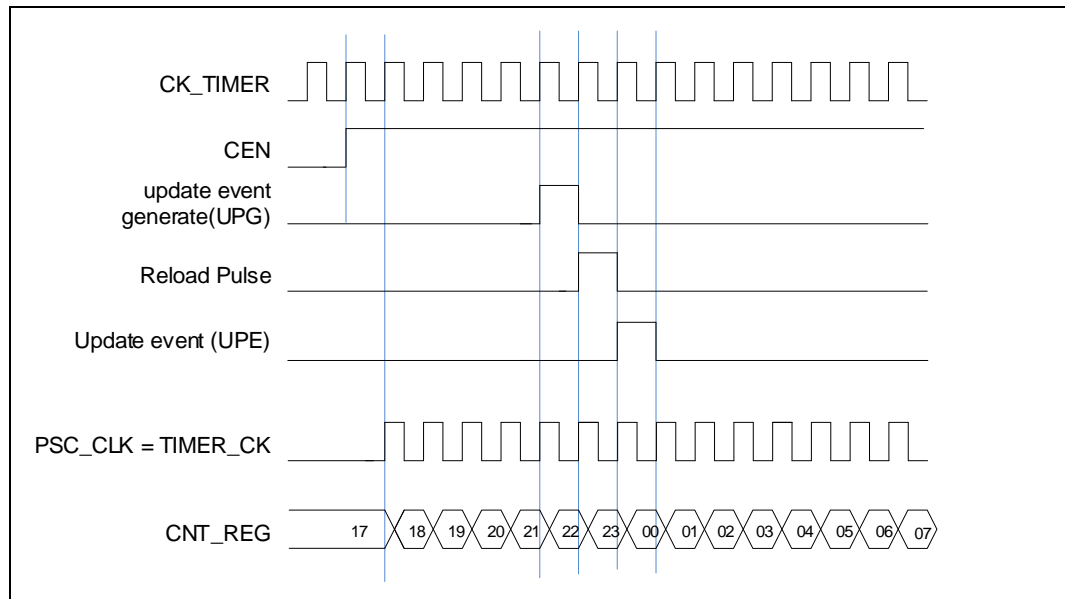 CK_TIMER
CEN
update event
generate(UPG)
Reload Pulse
Update event (UPE)
PSC_CLK = TIMER_CK
CNT_REG 17 18 19 20 21 22 23 00 01 02 03 04 05 06 07